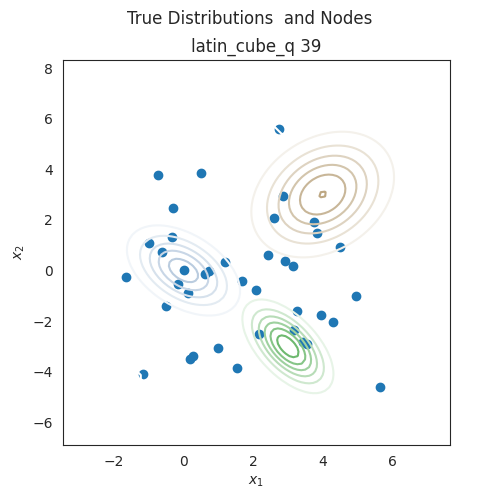 True Distributions  and Nodes
latin_cube_q 39
8
6
4
2
0
−2
−4
−6
x₂
−2 0 2 4 6
x₁